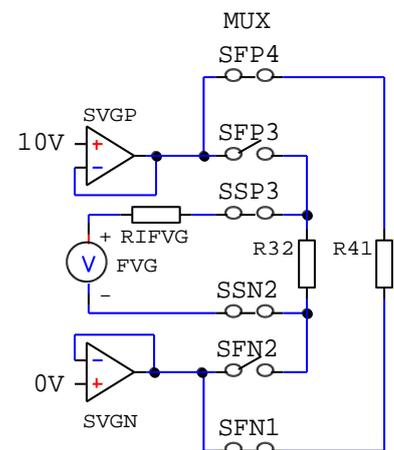 MUX
SFP4
SVGP
10V
+
−
SFP3
SSP3
+ RIFVG
R32
R41
V
FVG
−
SSN2
SFN2
−
0V
+
SVGN
SFN1